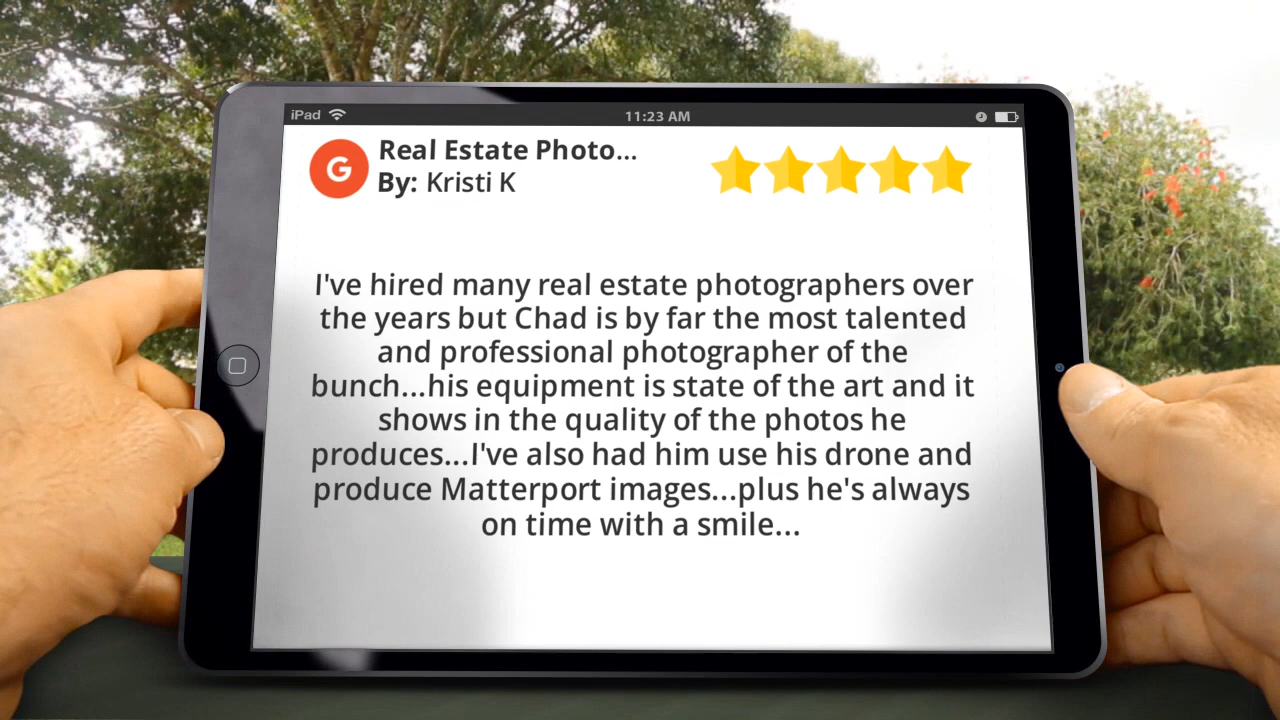 iPad 11:23 AM
G
Real Estate Photo...
By: Kristi K
I've hired many real estate photographers over
the years but Chad is by far the most talented
and professional photographer of the
bunch...his equipment is state of the art and it
shows in the quality of the photos he
produces...I've also had him use his drone and
produce Matterport images...plus he's always
on time with a smile...